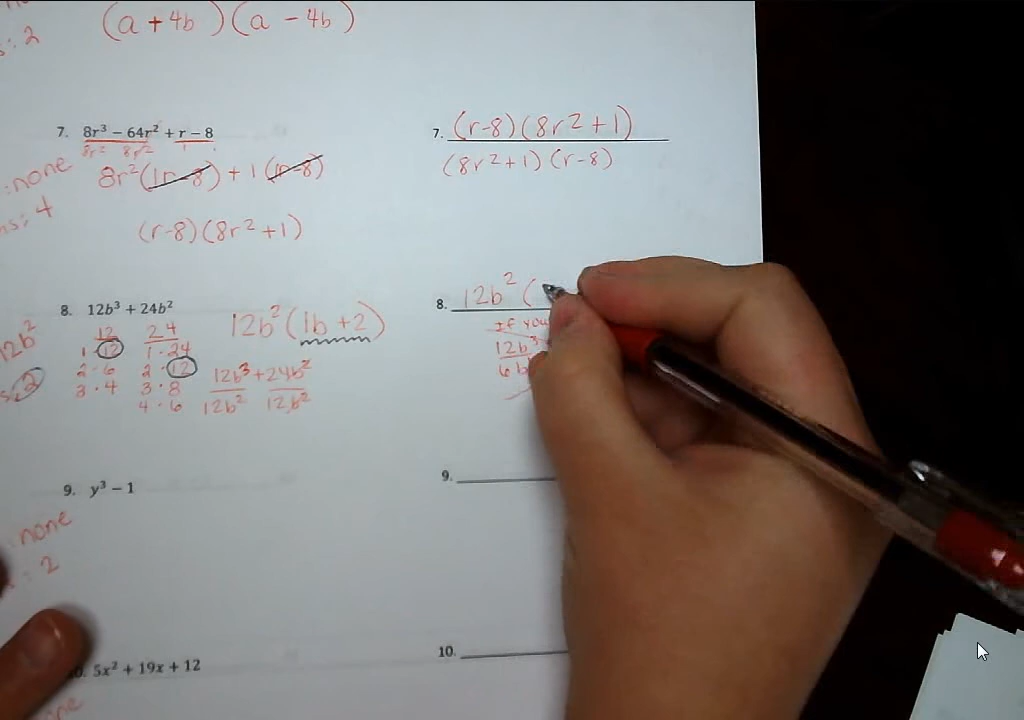 (a + 4b)(a - 4b)
: 2
7. 8r³ − 64r² + r − 8
8r² 8r² 1
: none
8r²(1r-8) + 1(1r-8)
ns: 4
(r-8)(8r²+1)
7. (r-8)(8r²+1)
(8r²+1)(r-8)
8. 12b³ + 24b²
12b²(1b+2)
12b²
12 24
1 · 12 1 · 24
2 · 6 2 · 12
3 · 4 3 · 8
4 · 6
12b³+24b²
12b² 12b²
8. 12b² (
If you
12b³
6b
9. y³ − 1
9.
none
: 2
10. 5x² + 19x + 12
10.